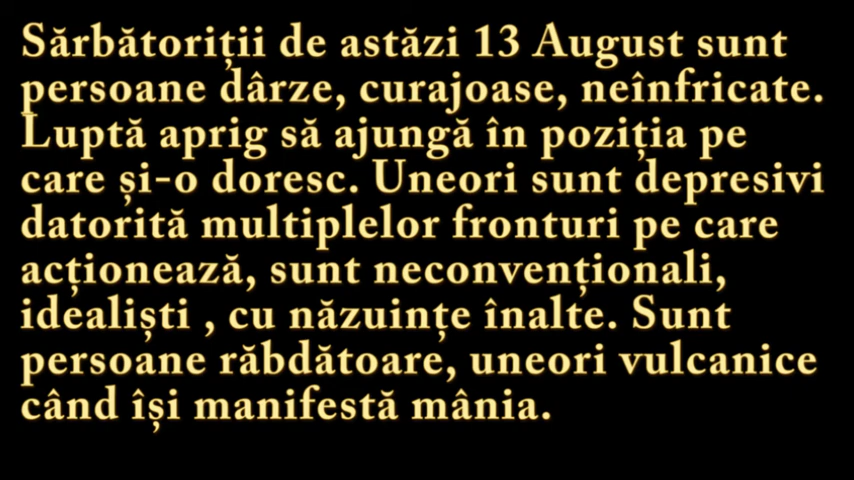 Sărbătoriții de astăzi 13 August sunt
persoane dârze, curajoase, neînfricate.
Luptă aprig să ajungă în poziția pe
care și-o doresc. Uneori sunt depresivi
datorită multiplelor fronturi pe care
acționează, sunt neconvenționali,
idealiști , cu năzuințe înalte. Sunt
persoane răbdătoare, uneori vulcanice
când își manifestă mânia.